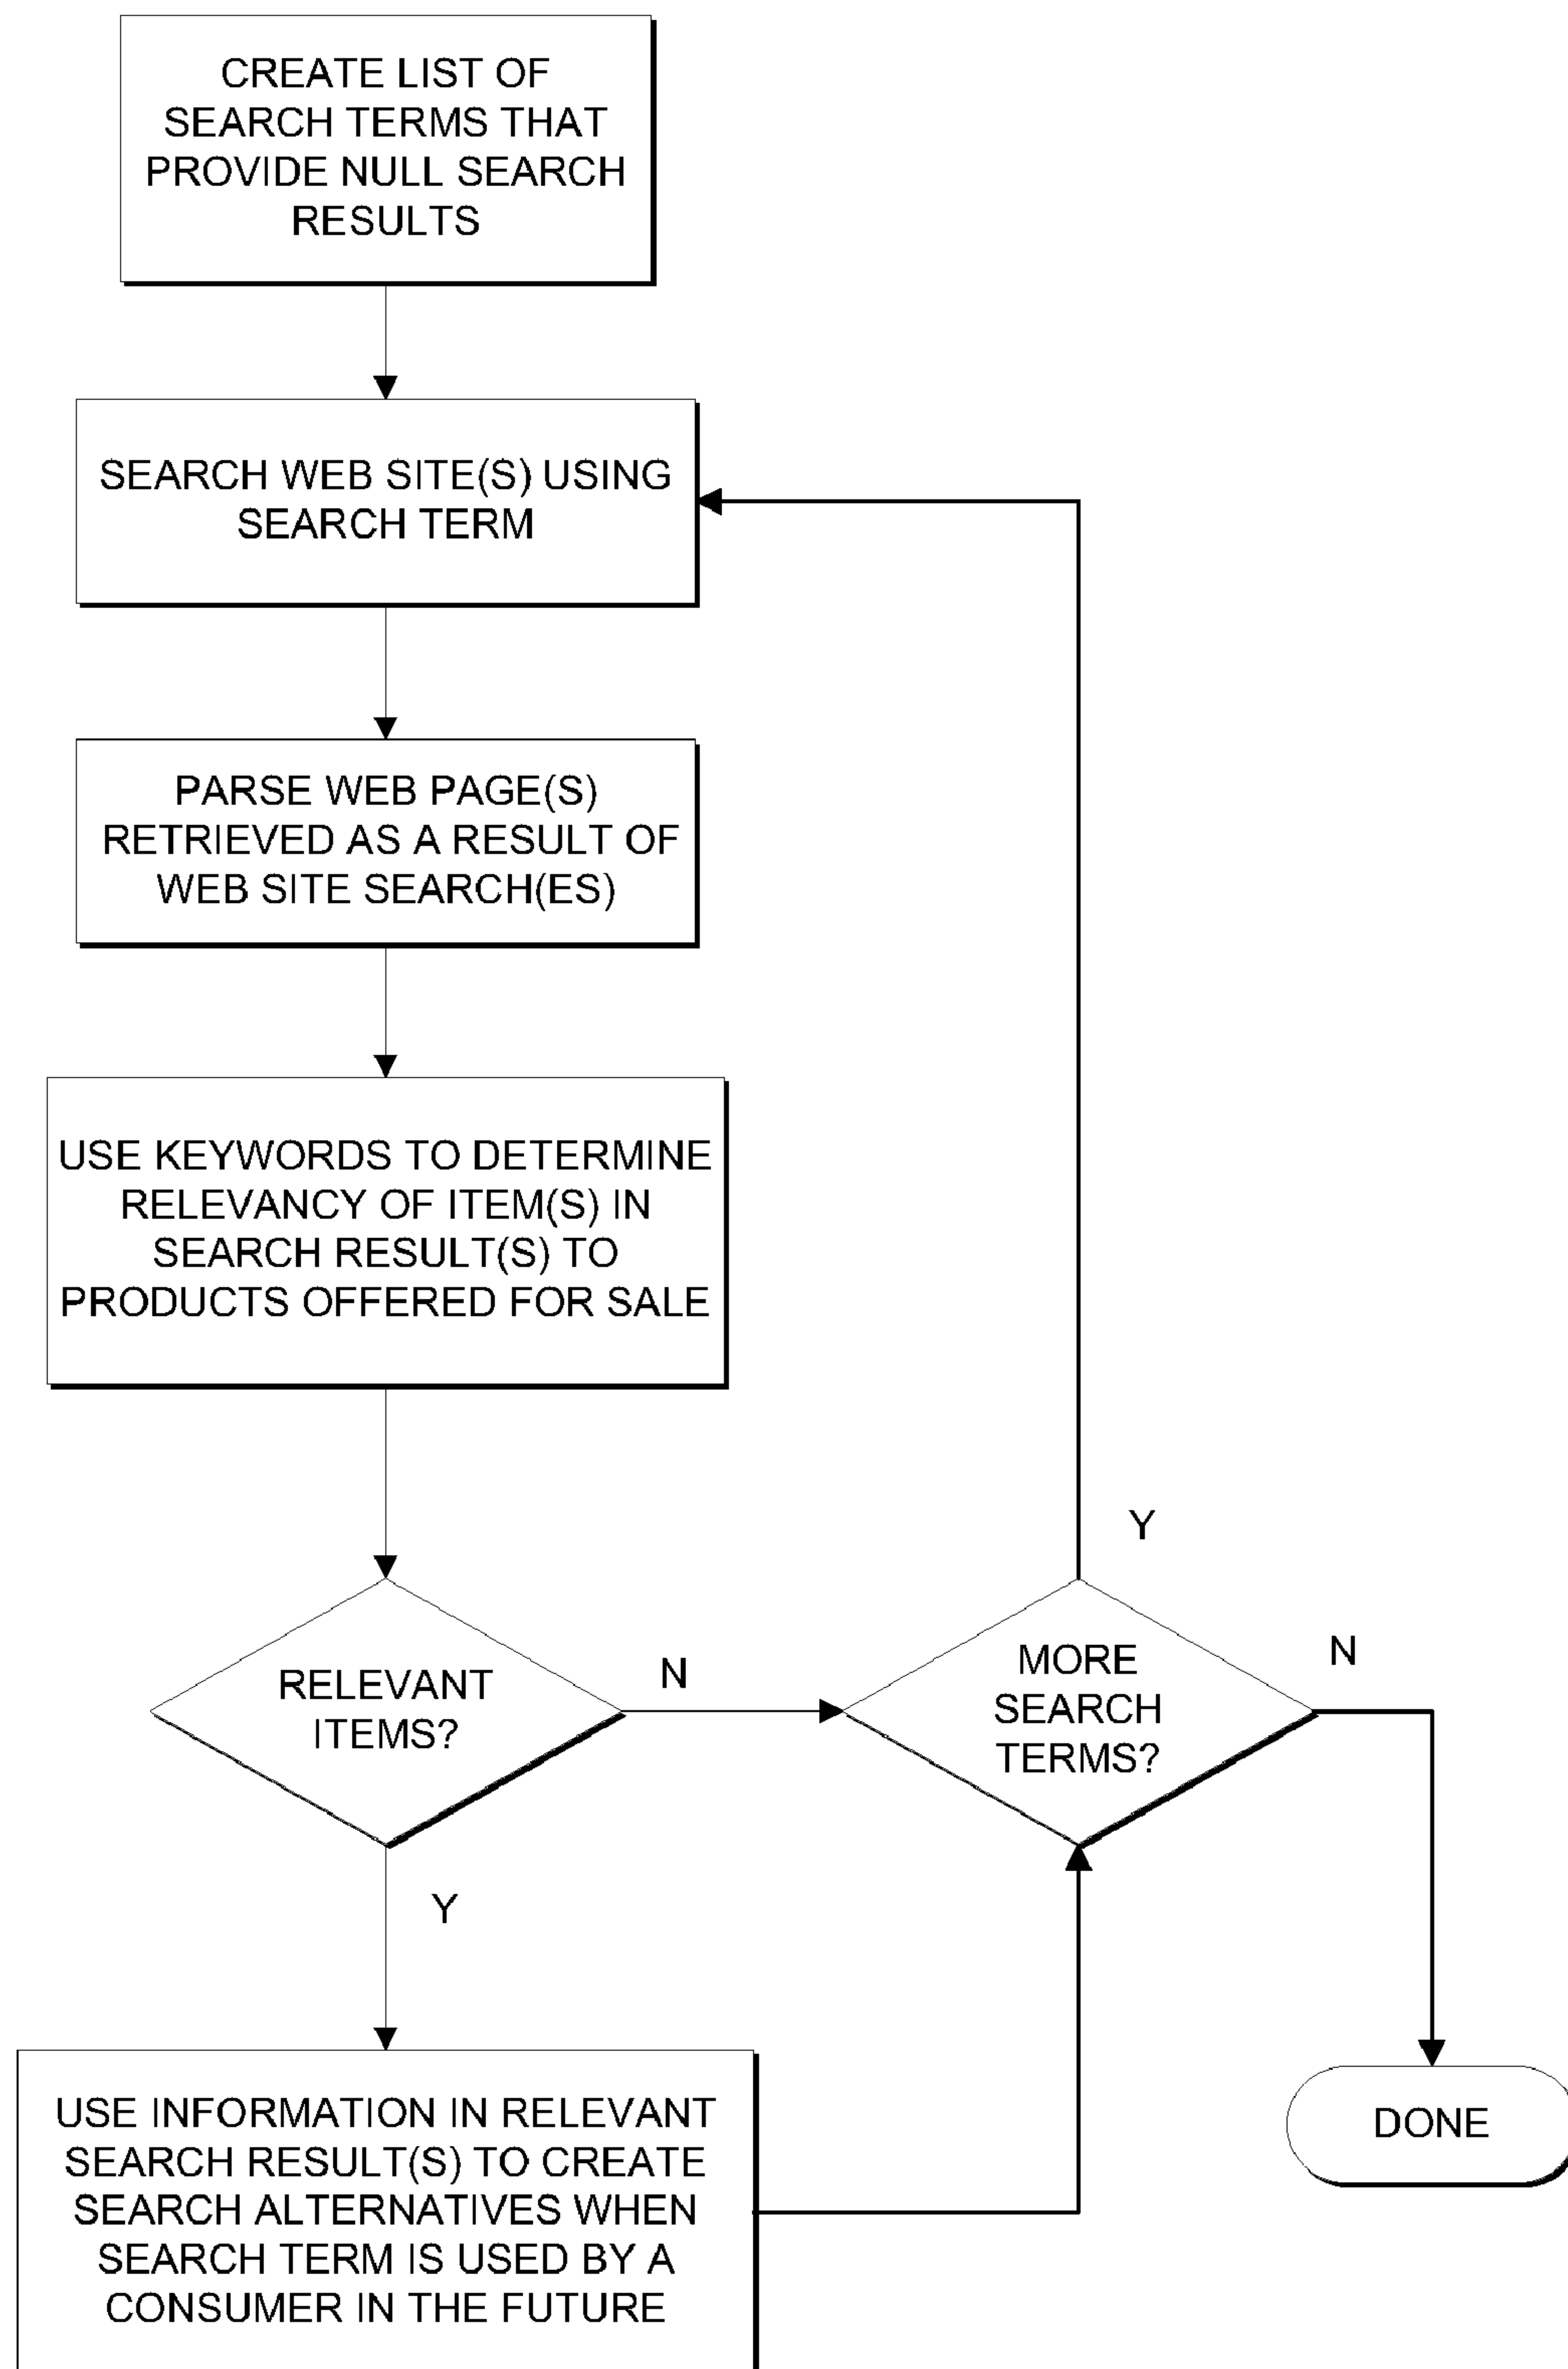 CREATE LIST OF
SEARCH TERMS THAT
PROVIDE NULL SEARCH
RESULTS
SEARCH WEB SITE(S) USING
SEARCH TERM
PARSE WEB PAGE(S)
RETRIEVED AS A RESULT OF
WEB SITE SEARCH(ES)
USE KEYWORDS TO DETERMINE
RELEVANCY OF ITEM(S) IN
SEARCH RESULT(S) TO
PRODUCTS OFFERED FOR SALE
RELEVANT
ITEMS?
N
Y
MORE
SEARCH
TERMS?
Y
N
USE INFORMATION IN RELEVANT
SEARCH RESULT(S) TO CREATE
SEARCH ALTERNATIVES WHEN
SEARCH TERM IS USED BY A
CONSUMER IN THE FUTURE
DONE